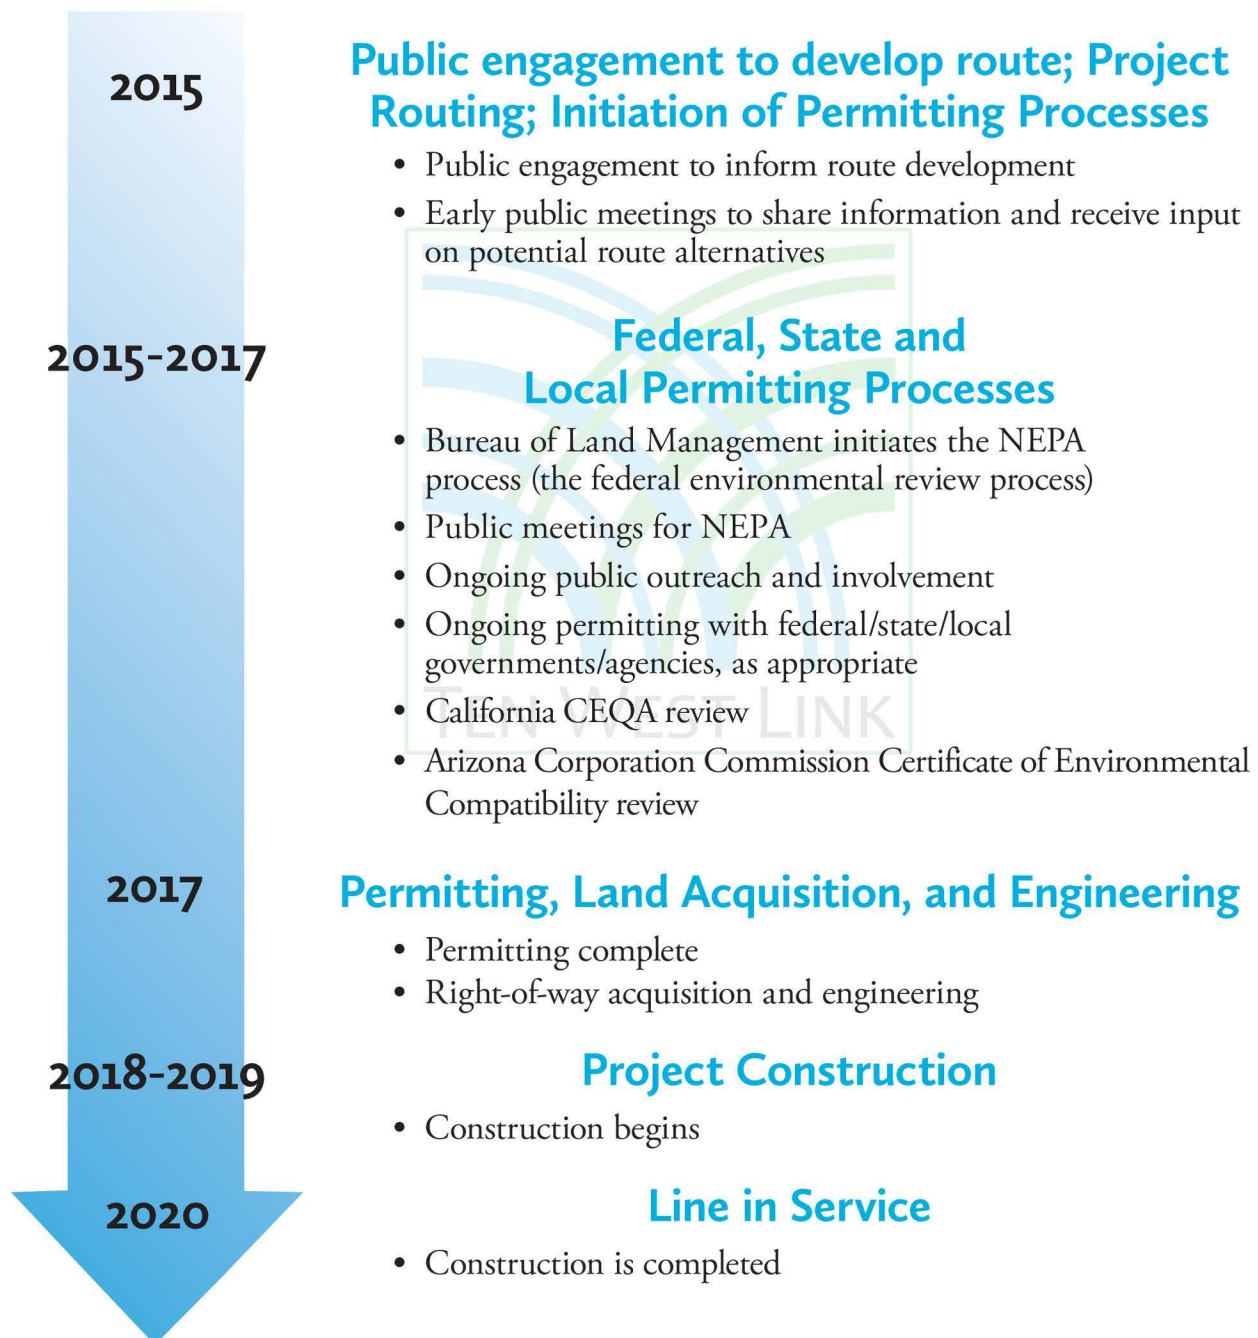 2015
Public engagement to develop route; Project
Routing; Initiation of Permitting Processes
• Public engagement to inform route development
• Early public meetings to share information and receive input
on potential route alternatives
2015-2017
Federal, State and
Local Permitting Processes
• Bureau of Land Management initiates the NEPA
process (the federal environmental review process)
• Public meetings for NEPA
• Ongoing public outreach and involvement
• Ongoing permitting with federal/state/local
governments/agencies, as appropriate
TEN WEST LINK
• California CEQA review
• Arizona Corporation Commission Certificate of Environmental
Compatibility review
2017
Permitting, Land Acquisition, and Engineering
• Permitting complete
• Right-of-way acquisition and engineering
2018-2019
Project Construction
• Construction begins
2020
Line in Service
• Construction is completed